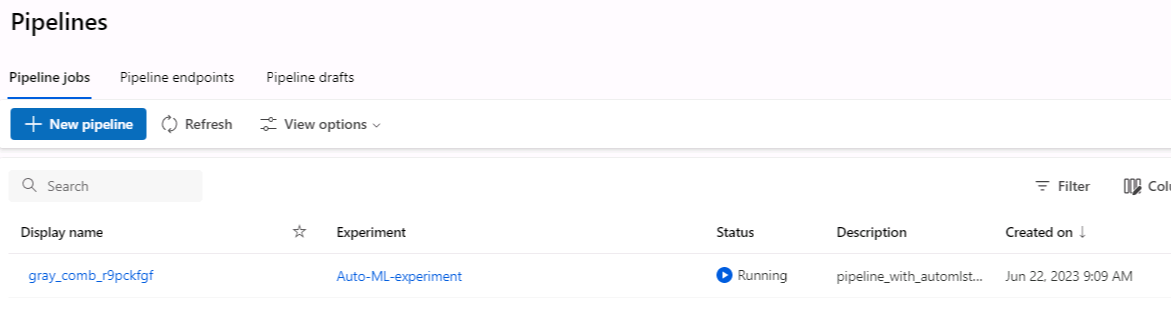 Pipelines
Pipeline jobs Pipeline endpoints Pipeline drafts
New pipeline Refresh View options
Search Filter
Display name Experiment Status Description Created on ↓
gray_comb_r9pckfgf Auto-ML-experiment Running pipeline_with_automlst... Jun 22, 2023 9:09 AM